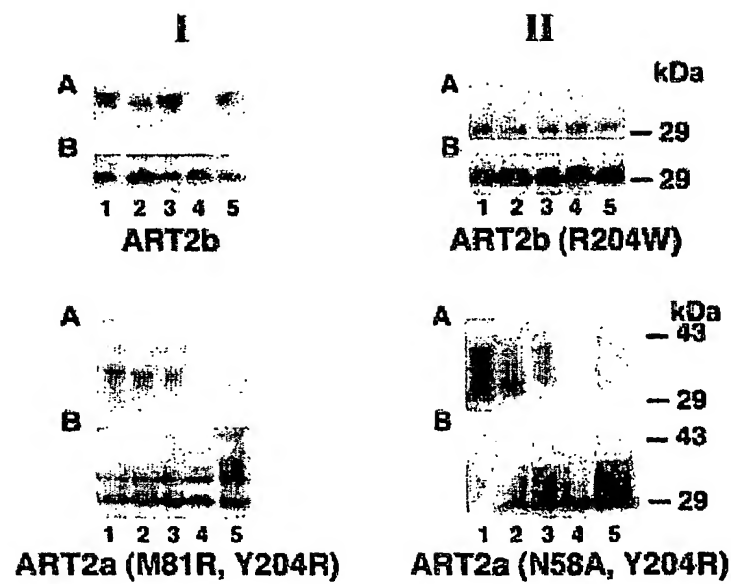 I
II
A
B
1 2 3 4 5
ART2b
A
B
kDa
29
29
1 2 3 4 5
ART2b (R204W)
A
B
1 2 3 4 5
ART2a (M81R, Y204R)
A
B
kDa
43
29
43
29
1 2 3 4 5
ART2a (N58A, Y204R)